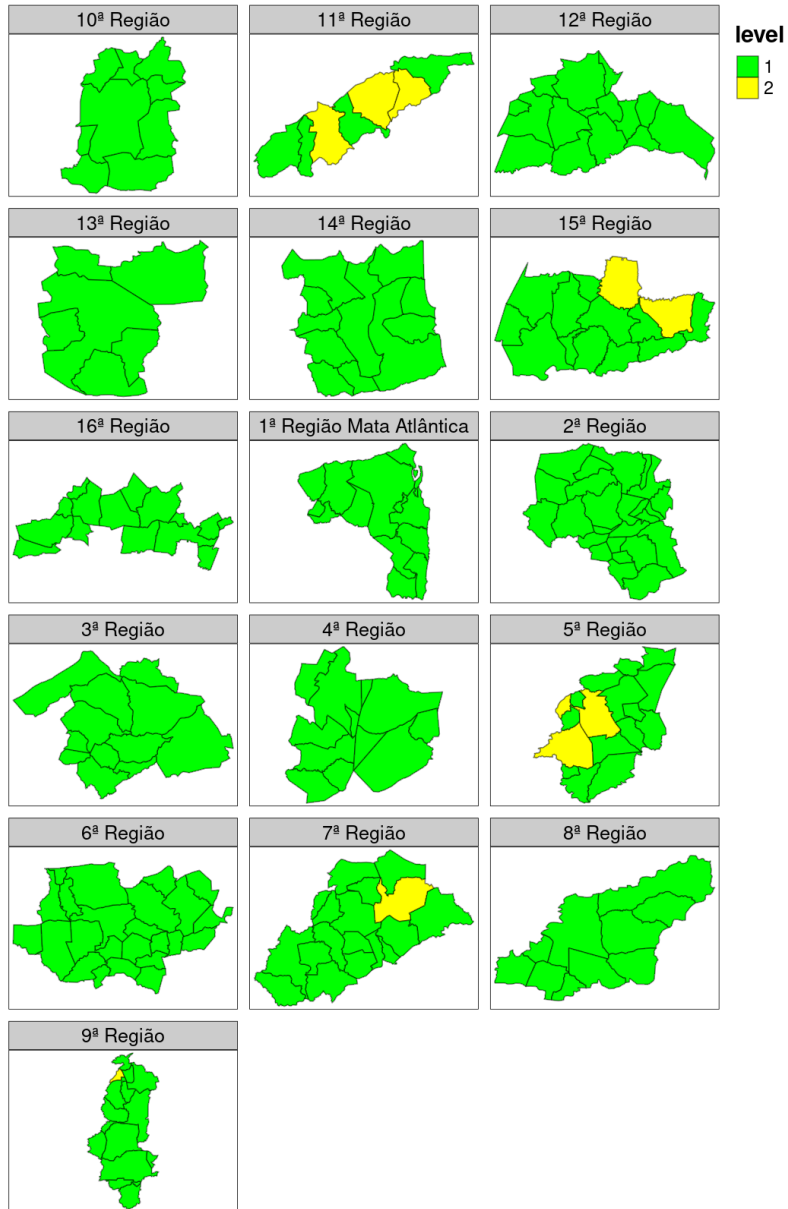 10ª Região
11ª Região
12ª Região
level
1
2
13ª Região
14ª Região
15ª Região
16ª Região
1ª Região Mata Atlântica
2ª Região
3ª Região
4ª Região
5ª Região
6ª Região
7ª Região
8ª Região
9ª Região